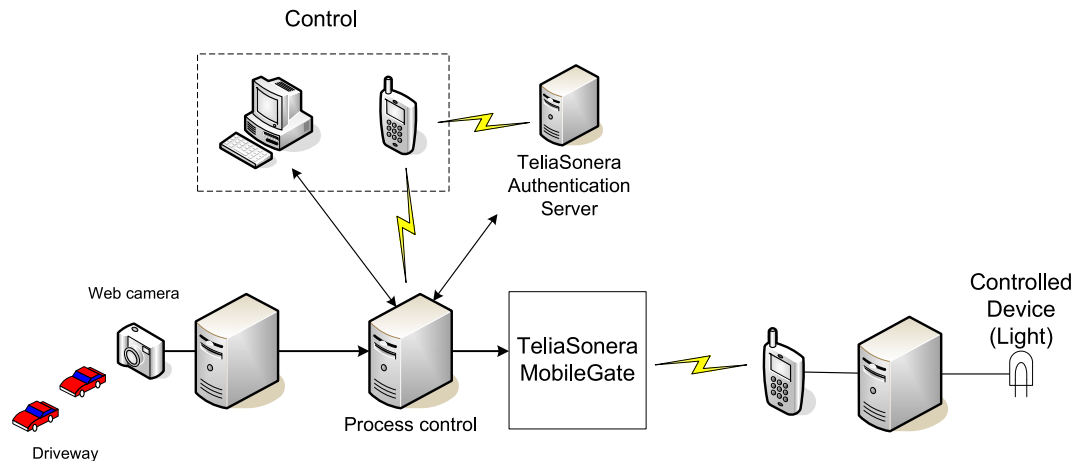 Control
TeliaSonera
Authentication
Server
Web camera
Controlled
Device
(Light)
TeliaSonera
MobileGate
Process control
Driveway